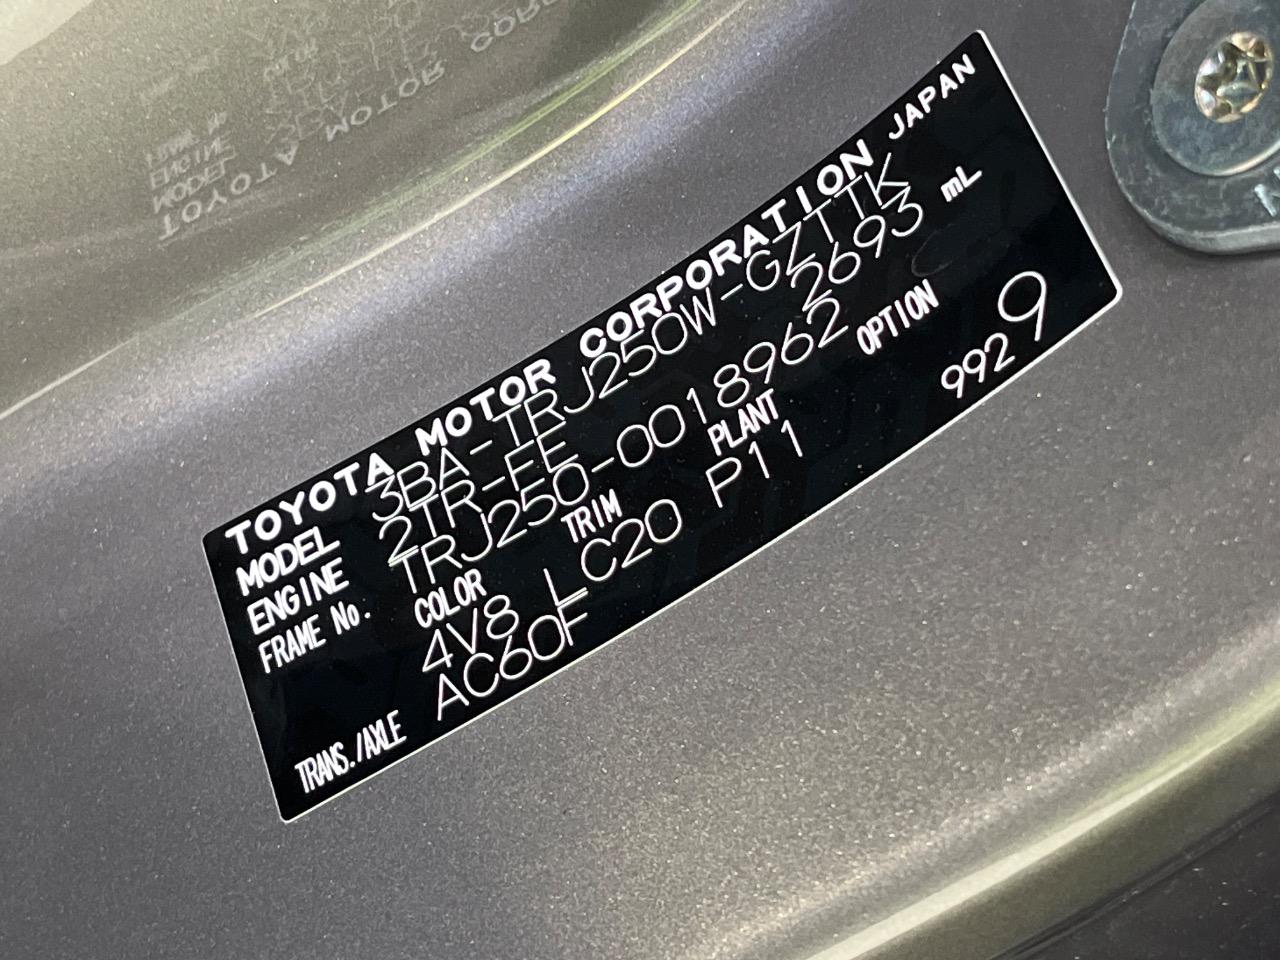 TOYOTA MOTOR CORPORATION JAPAN
MODEL 3BA-TRJ250W-GZTTK
ENGINE 2TR-FE 2693 mL
FRAME No. TRJ250-0018962
COLOR TRIM PLANT OPTION
4V8 LC20 P11 9929
TRANS./AXLE AC60F